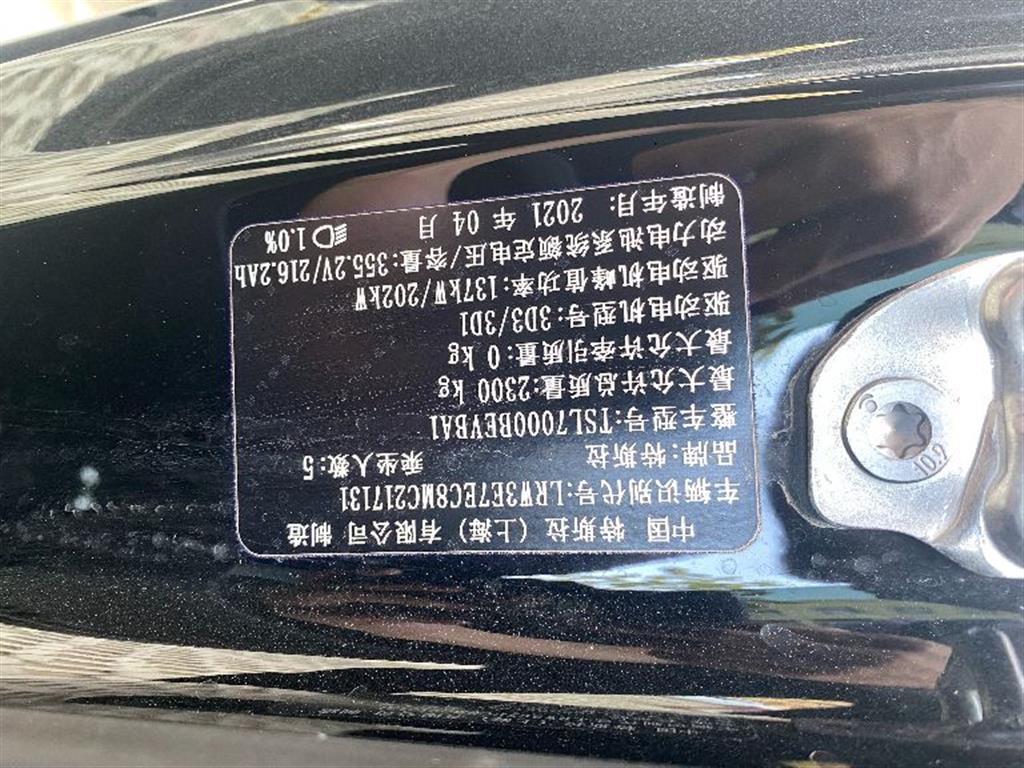 中国 特斯拉（上海）有限公司 制造
车辆识别代号:LRW3E7EC8MC217131
品牌:特斯拉 乘坐人数:5
整车型号:TSL7000BEVBA1
最大允许总质量:2300 kg
最大允许牵引质量: 0 kg
驱动电机型号:3D3/3D1
驱动电机峰值功率:137kW/202kW
动力电池系统额定电压/容量:355.2V/216.2Ah
制造年月: 2021 年 04 月 1.0%
10.9